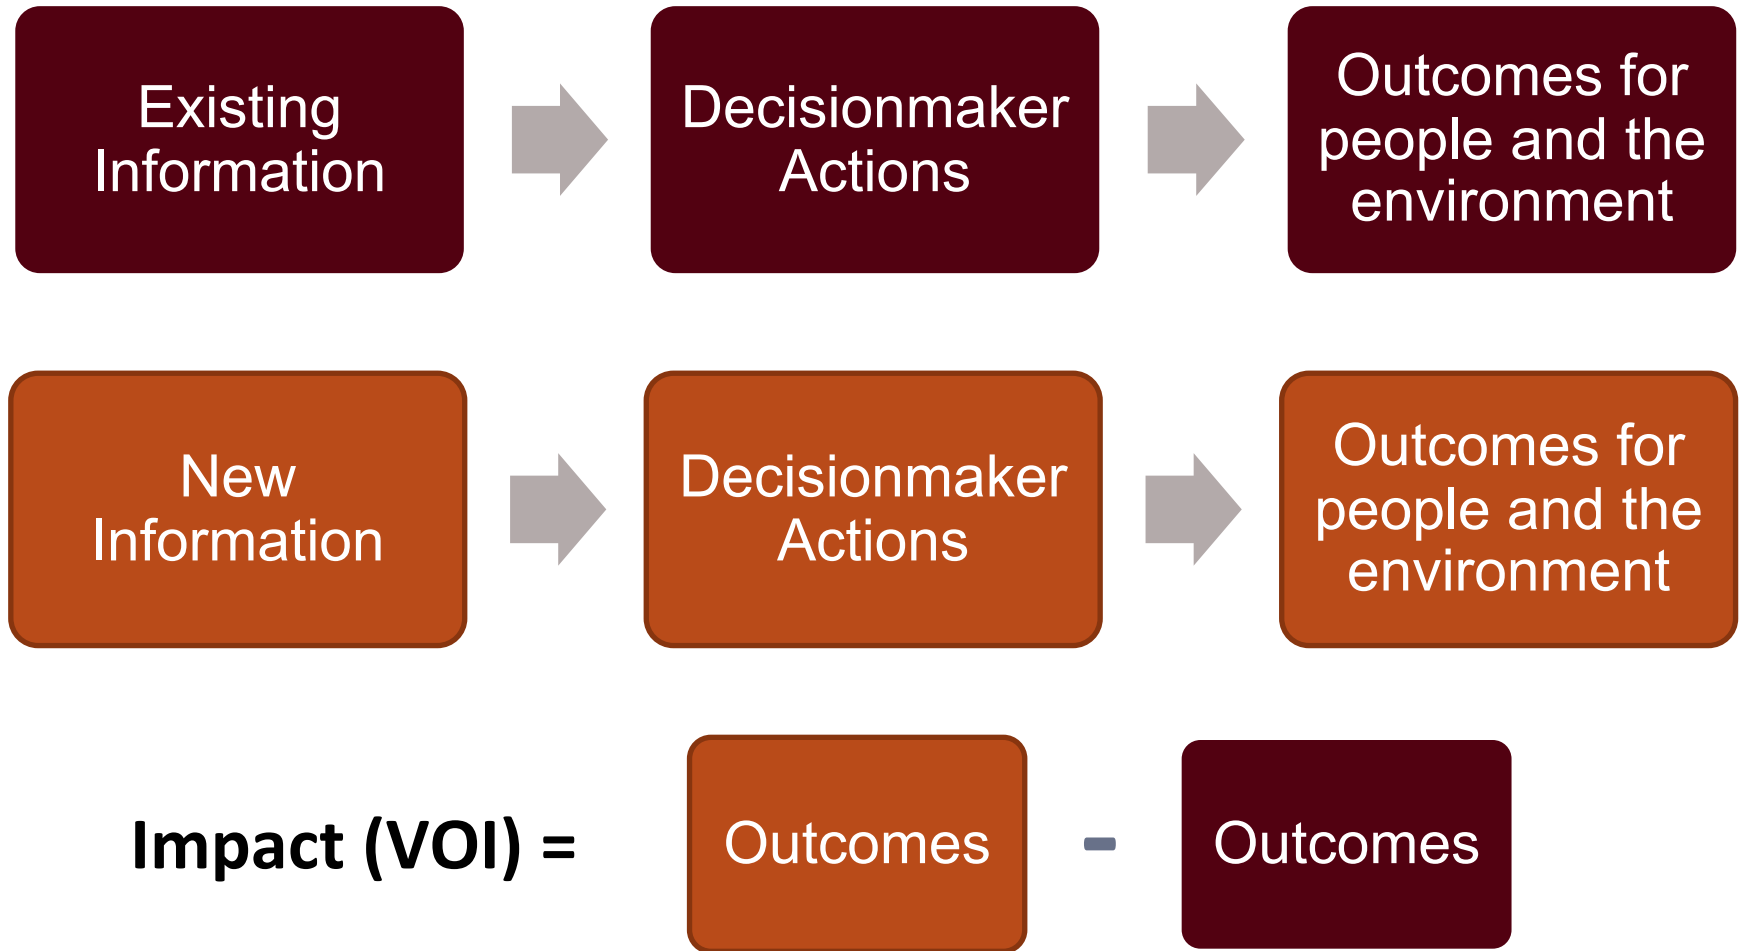 Existing
Information
Decisionmaker
Actions
Outcomes for
people and the
environment
New
Information
Decisionmaker
Actions
Outcomes for
people and the
environment
Impact (VOI) =
Outcomes
-
Outcomes